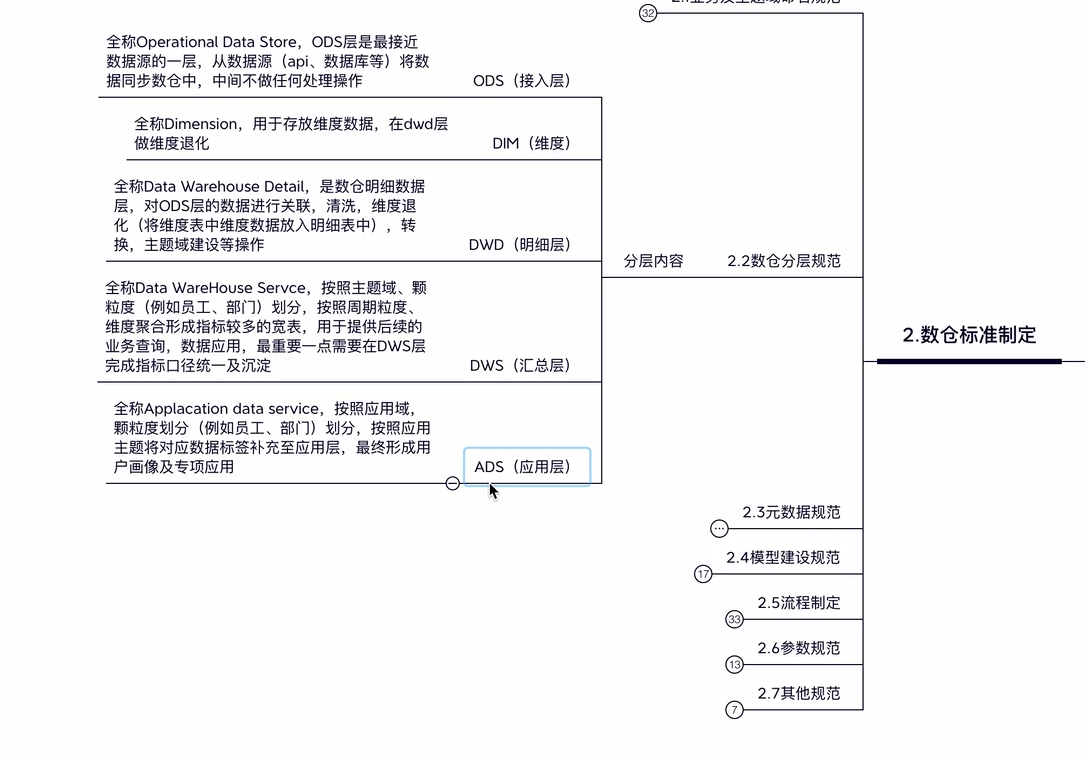 32
全称Operational Data Store，ODS层是最接近
数据源的一层，从数据源（api、数据库等）将数
据同步数仓中，中间不做任何处理操作
ODS（接入层）
全称Dimension，用于存放维度数据，在dwd层
做维度退化
DIM（维度）
全称Data Warehouse Detail，是数仓明细数据
层，对ODS层的数据进行关联，清洗，维度退
化（将维度表中维度数据放入明细表中），转
换，主题域建设等操作
DWD（明细层）
分层内容
2.2数仓分层规范
全称Data WareHouse Servce，按照主题域、颗
粒度（例如员工、部门）划分，按照周期粒度、
维度聚合形成指标较多的宽表，用于提供后续的
业务查询，数据应用，最重要一点需要在DWS层
完成指标口径统一及沉淀
DWS（汇总层）
2.数仓标准制定
全称Applacation data service，按照应用域，
颗粒度划分（例如员工、部门）划分，按照应用
主题将对应数据标签补充至应用层，最终形成用
户画像及专项应用
ADS（应用层）
2.3元数据规范
2.4模型建设规范
17
2.5流程制定
33
2.6参数规范
13
2.7其他规范
7